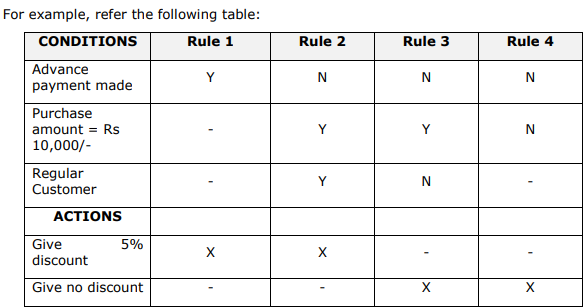 For example, refer the following table:
CONDITIONS Rule 1 Rule 2 Rule 3 Rule 4
Advance
payment made Y N N N
Purchase
amount = Rs
10,000/- - Y Y N
Regular
Customer - Y N -
ACTIONS
Give 5%
discount X X - -
Give no discount - - X X